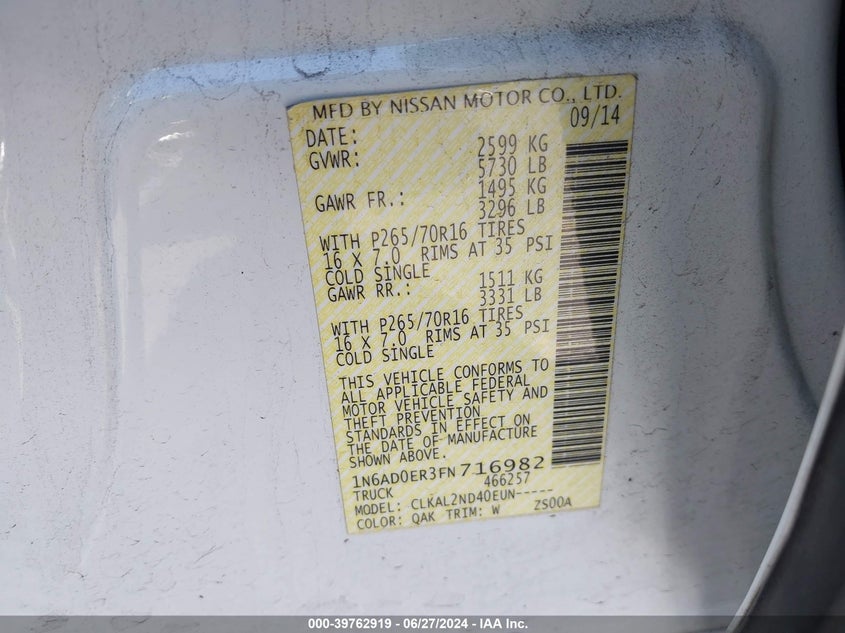 MFD BY NISSAN MOTOR CO., LTD.
DATE: 09/14
GVWR: 2599 KG
5730 LB
GAWR FR.: 1495 KG
3296 LB
WITH P265/70R16 TIRES
16 X 7.0 RIMS AT 35 PSI
COLD SINGLE
GAWR RR.: 1511 KG
3331 LB
WITH P265/70R16 TIRES
16 X 7.0 RIMS AT 35 PSI
COLD SINGLE
THIS VEHICLE CONFORMS TO
ALL APPLICABLE FEDERAL
MOTOR VEHICLE SAFETY AND
THEFT PREVENTION
STANDARDS IN EFFECT ON
THE DATE OF MANUFACTURE
SHOWN ABOVE.
1N6AD0ER3FN716982
TRUCK 466257
MODEL: CLKAL2ND40EUN-----
COLOR: QAK TRIM: W ZS00A
000-39762919 / 06/27/2024 - IAA Inc.